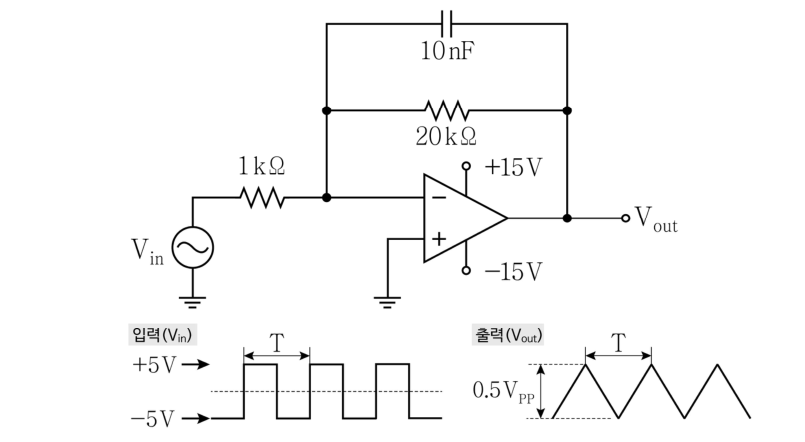 10nF
20kΩ
1kΩ
+15V
−
+
−15V
Vin
Vout
입력(Vin)
T
+5V
−5V
출력(Vout)
T
0.5VPP